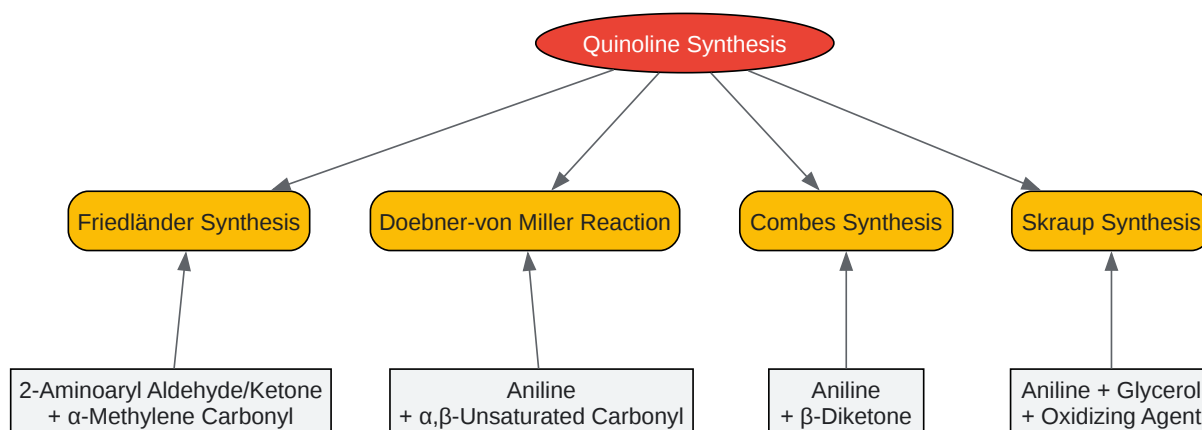 Quinoline Synthesis
Friedländer Synthesis
Doebner-von Miller Reaction
Combes Synthesis
Skraup Synthesis
2-Aminoaryl Aldehyde/Ketone
+ α-Methylene Carbonyl
Aniline
+ α,β-Unsaturated Carbonyl
Aniline
+ β-Diketone
Aniline + Glycerol
+ Oxidizing Agent